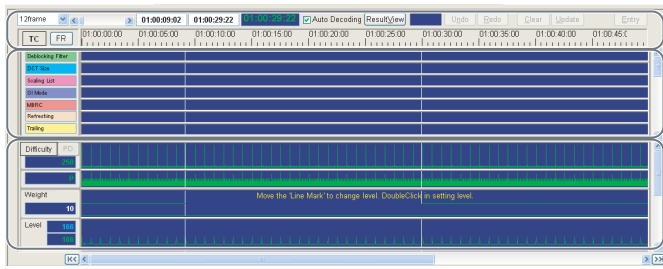 12frame 01:00:09:02 01:00:29:22 01:00:29:22 Auto Decoding ResultView Undo Redo Clear Update Entry
TC FR 01:00:00:00 01:00:05:00 01:00:10:00 01:00:15:00 01:00:20:00 01:00:25:00 01:00:30:00 01:00:35:00 01:00:40:00 01:00:45:0
Deblocking Filter
DCT Size
Scaling List
DI Mode
MBRC
Refreshing
Trailing
Difficulty PD
250
P
Weight Move the 'Line Mark' to change level. DoubleClick in setting level.
10
Level 166